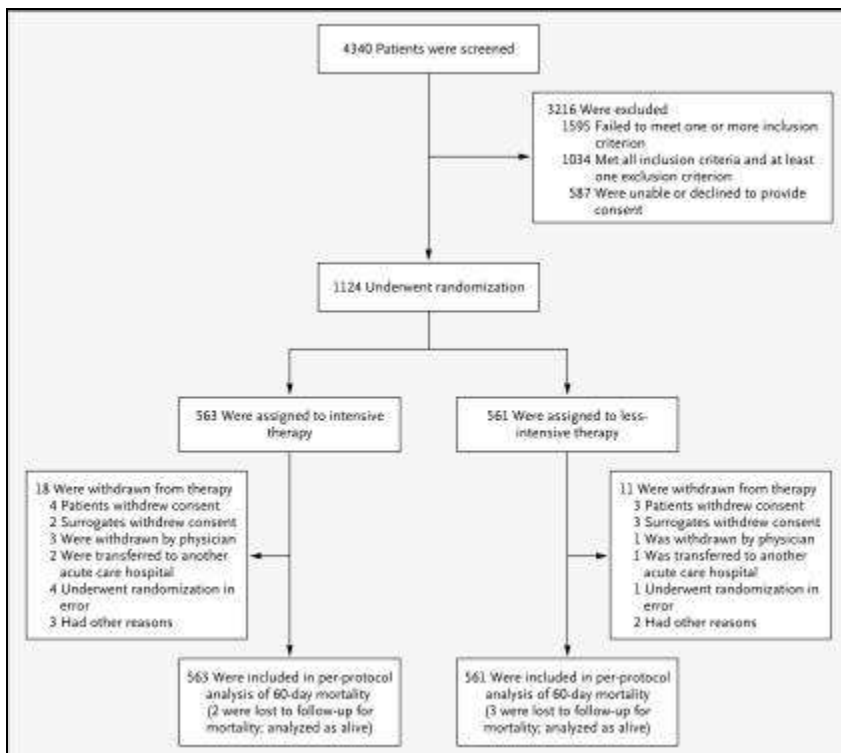 4340 Patients were screened
3216 Were excluded
1595 Failed to meet one or more inclusion
criterion
1034 Met all inclusion criteria and at least
one exclusion criterion
587 Were unable or declined to provide
consent
1124 Underwent randomization
563 Were assigned to intensive
therapy
561 Were assigned to less-
intensive therapy
18 Were withdrawn from therapy
4 Patients withdrew consent
2 Surrogates withdrew consent
3 Were withdrawn by physician
2 Were transferred to another
acute care hospital
4 Underwent randomization in
error
3 Had other reasons
11 Were withdrawn from therapy
3 Patients withdrew consent
3 Surrogates withdrew consent
1 Was withdrawn by physician
1 Was transferred to another
acute care hospital
1 Underwent randomization in
error
2 Had other reasons
563 Were included in per-protocol
analysis of 60-day mortality
(2 were lost to follow-up for
mortality; analyzed as alive)
561 Were included in per-protocol
analysis of 60-day mortality
(3 were lost to follow-up for
mortality; analyzed as alive)